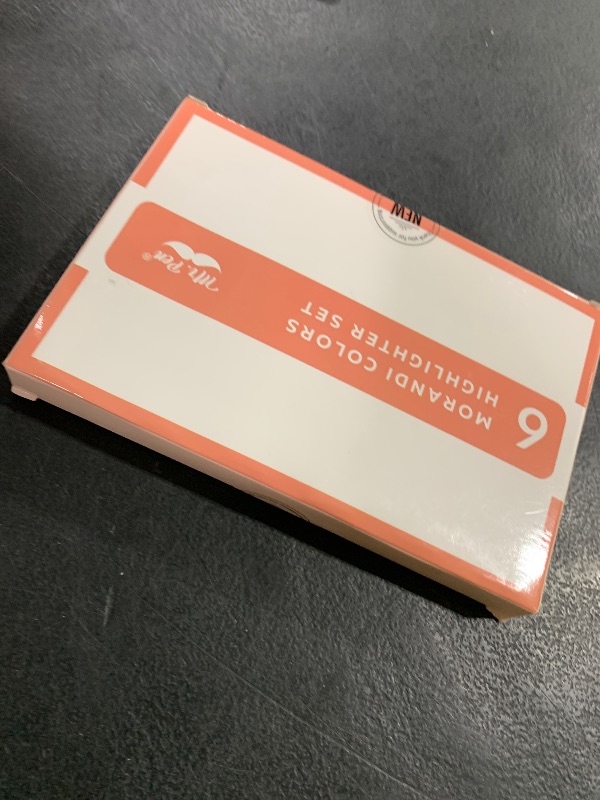 6
MORANDI COLORS
HIGHLIGHTER SET
Mr. Pen®
NEW